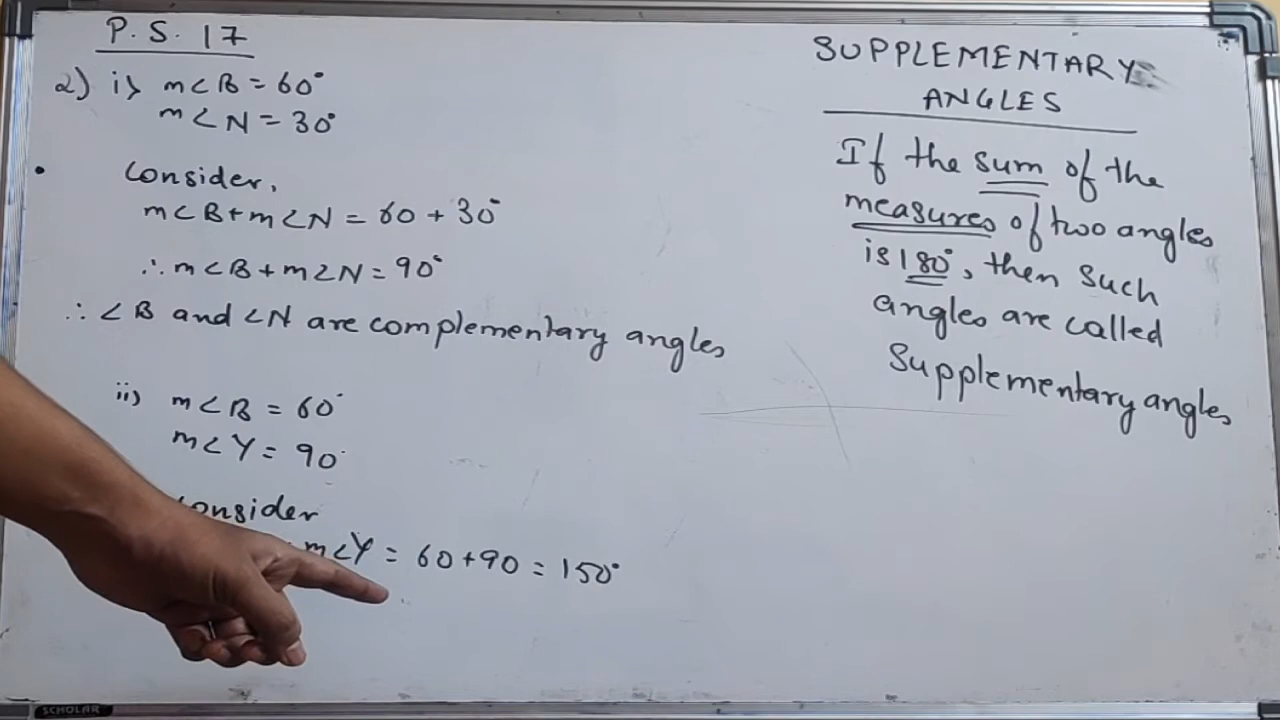 P. S. 17
2) i) m∠B = 60°
m∠N = 30°
Consider,
m∠B + m∠N = 60 + 30°
∴ m∠B + m∠N = 90°
∴ ∠B and ∠N are complementary angles
ii) m∠B = 60°
m∠Y = 90°
Consider
m∠Y = 60 + 90 = 150°
SUPPLEMENTARY
ANGLES
If the sum of the
measures of two angles
is 180°, then such
angles are called
Supplementary angles
SCHOLAR